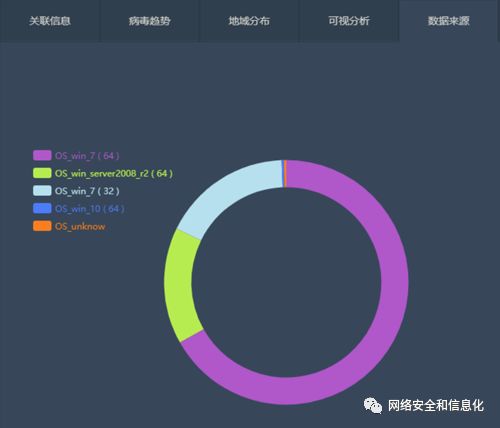 关联信息
病毒趋势
地域分布
可视分析
数据来源
OS_win_7 ( 64 )
OS_win_server2008_r2 ( 64 )
OS_win_7 ( 32 )
OS_win_10 ( 64 )
OS_unknow
网络安全和信息化